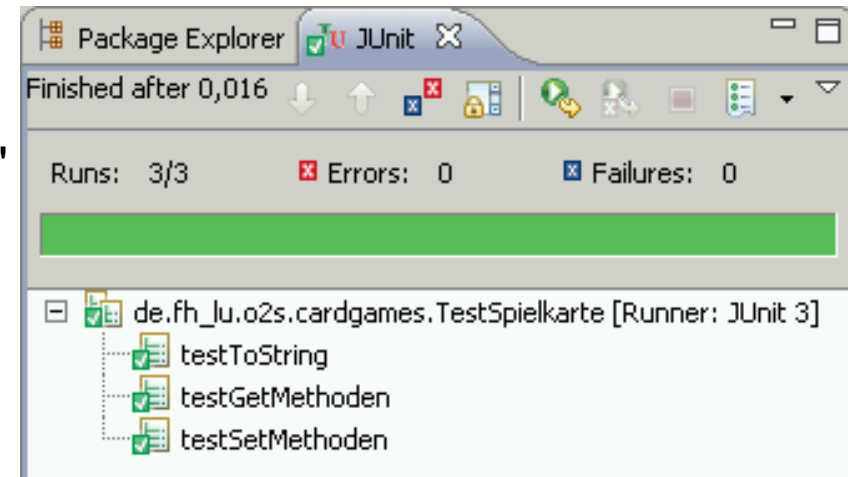 Package Explorer JUnit
Finished after 0,016
Runs: 3/3 Errors: 0 Failures: 0
de.fh_lu.o2s.cardgames.TestSpielkarte [Runner: JUnit 3]
testToString
testGetMethoden
testSetMethoden